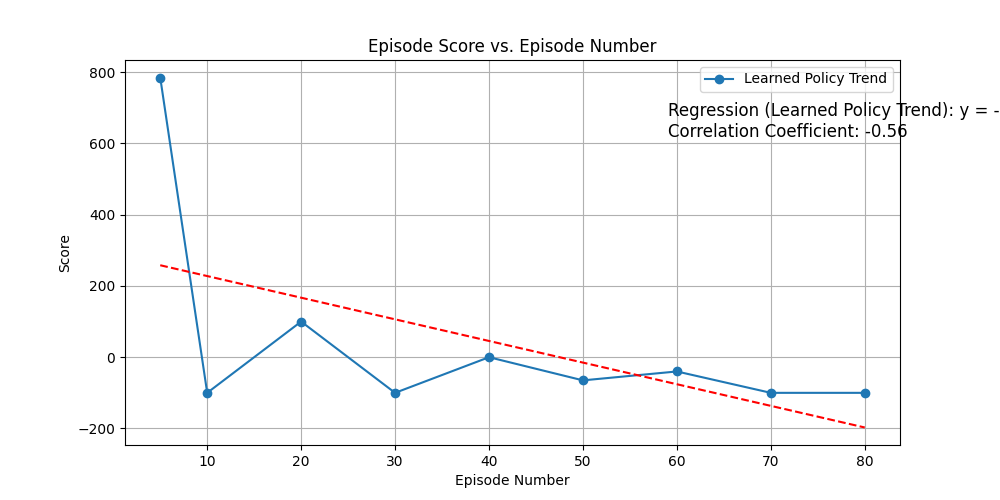 Episode Score vs. Episode Number
Learned Policy Trend
Regression (Learned Policy Trend): y = -
Correlation Coefficient: -0.56
800
600
400
200
0
−200
Score
10 20 30 40 50 60 70 80
Episode Number